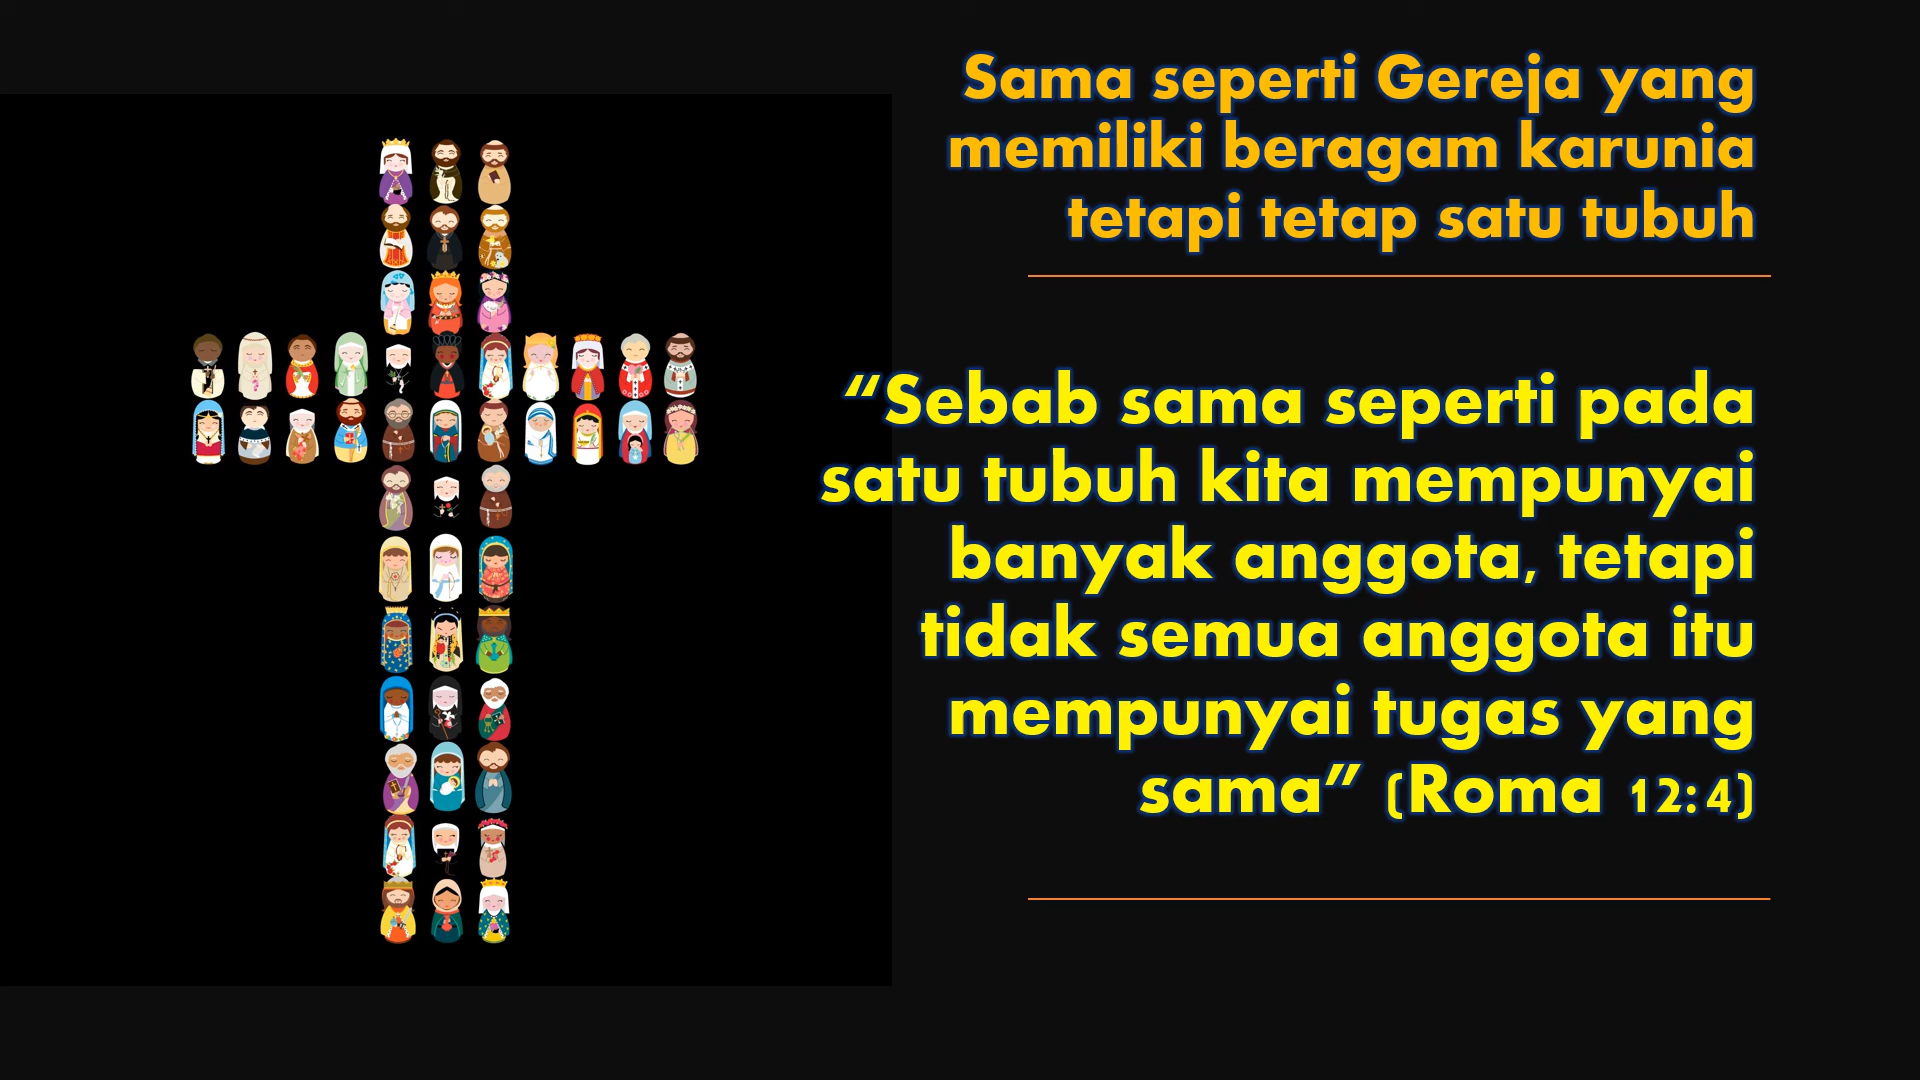 Sama seperti Gereja yang
memiliki beragam karunia
tetapi tetap satu tubuh
“Sebab sama seperti pada
satu tubuh kita mempunyai
banyak anggota, tetapi
tidak semua anggota itu
mempunyai tugas yang
sama” (Roma 12:4)